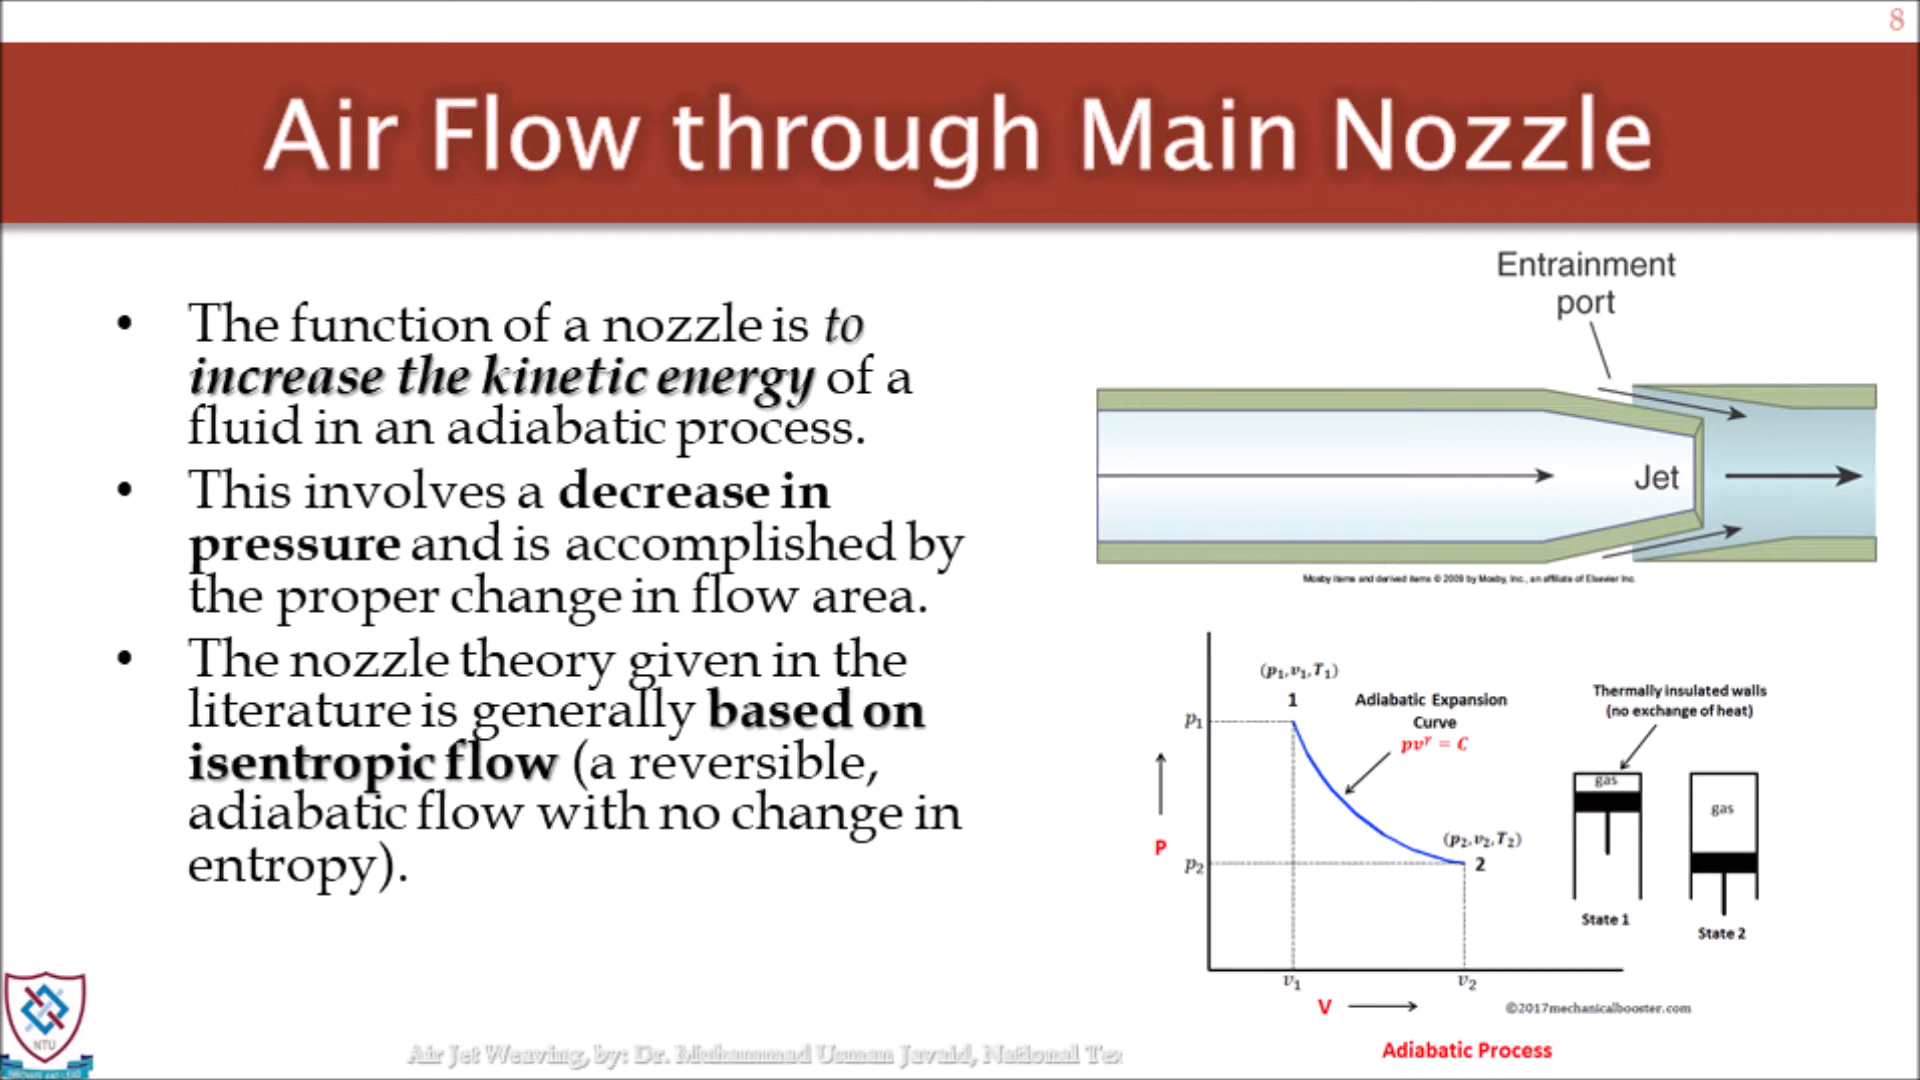 8
Air Flow through Main Nozzle
• The function of a nozzle is to
increase the kinetic energy of a
fluid in an adiabatic process.
• This involves a decrease in
pressure and is accomplished by
the proper change in flow area.
• The nozzle theory given in the
literature is generally based on
isentropic flow (a reversible,
adiabatic flow with no change in
entropy).
Entrainment
port
Jet
Mosby items and derived items © 2009 by Mosby, Inc., an affiliate of Elsevier Inc.
(p₁,v₁,T₁)
1
Adiabatic Expansion
Curve
pvᵞ = C
p₁
P
p₂
(p₂,v₂,T₂)
2
v₁
v₂
V
Thermally insulated walls
(no exchange of heat)
gas
gas
State 1
State 2
©2017mechanicalbooster.com
Adiabatic Process
NTU
Air Jet Weaving, by: Dr. Muhammad Usman Javaid, National Tex